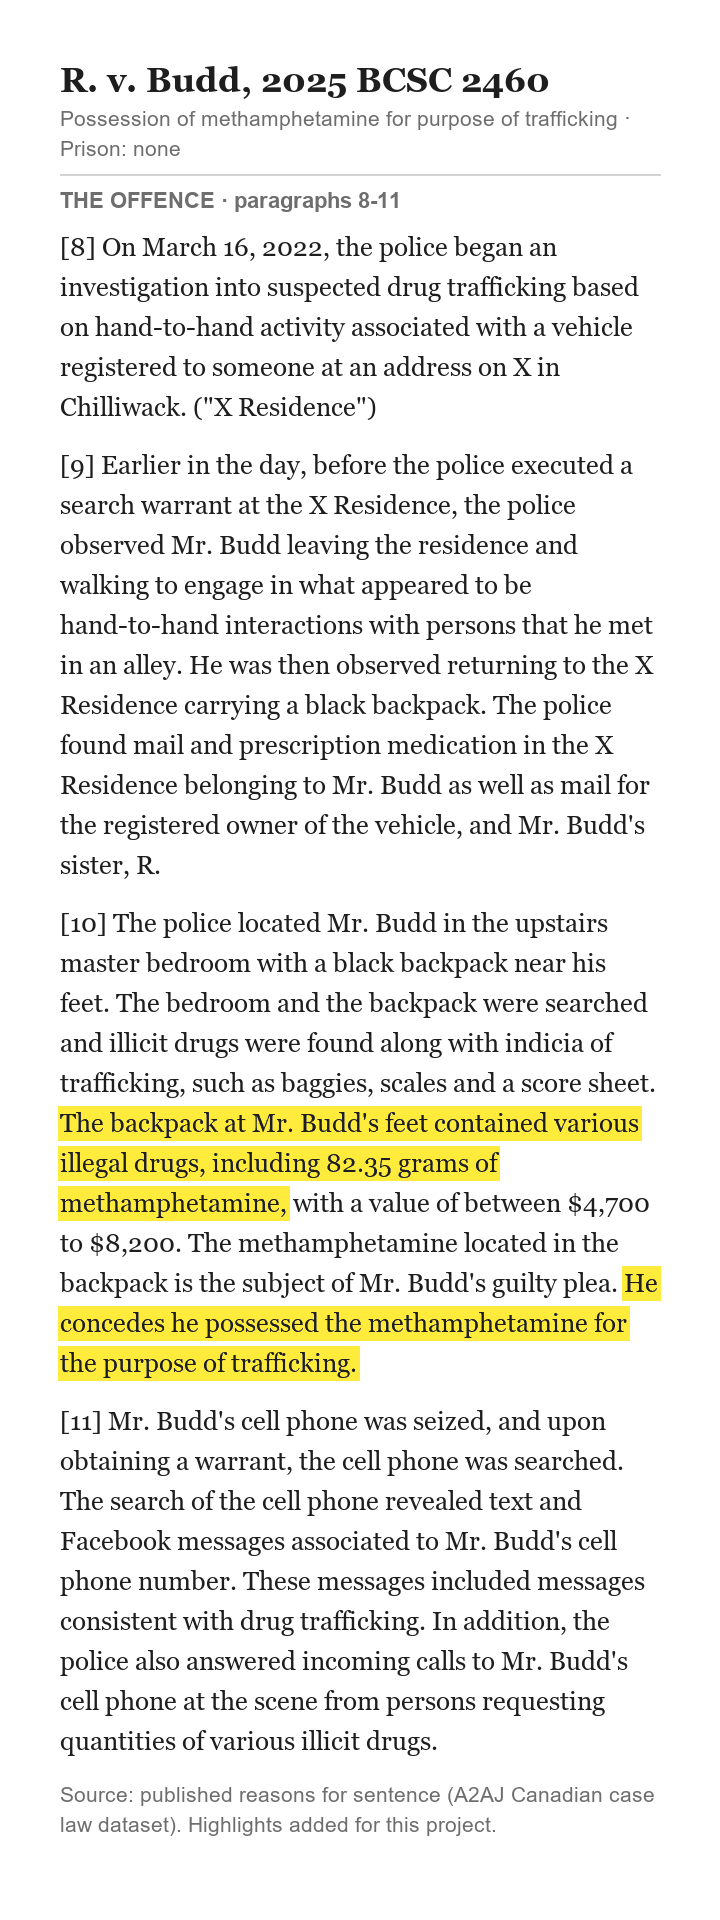 R. v. Budd, 2025 BCSC 2460
Possession of methamphetamine for purpose of trafficking ·
Prison: none
THE OFFENCE · paragraphs 8-11
[8] On March 16, 2022, the police began an
investigation into suspected drug trafficking based
on hand-to-hand activity associated with a vehicle
registered to someone at an address on X in
Chilliwack. ("X Residence")
[9] Earlier in the day, before the police executed a
search warrant at the X Residence, the police
observed Mr. Budd leaving the residence and
walking to engage in what appeared to be
hand-to-hand interactions with persons that he met
in an alley. He was then observed returning to the X
Residence carrying a black backpack. The police
found mail and prescription medication in the X
Residence belonging to Mr. Budd as well as mail for
the registered owner of the vehicle, and Mr. Budd's
sister, R.
[10] The police located Mr. Budd in the upstairs
master bedroom with a black backpack near his
feet. The bedroom and the backpack were searched
and illicit drugs were found along with indicia of
trafficking, such as baggies, scales and a score sheet.
The backpack at Mr. Budd's feet contained various
illegal drugs, including 82.35 grams of
methamphetamine, with a value of between $4,700
to $8,200. The methamphetamine located in the
backpack is the subject of Mr. Budd's guilty plea. He
concedes he possessed the methamphetamine for
the purpose of trafficking.
[11] Mr. Budd's cell phone was seized, and upon
obtaining a warrant, the cell phone was searched.
The search of the cell phone revealed text and
Facebook messages associated to Mr. Budd's cell
phone number. These messages included messages
consistent with drug trafficking. In addition, the
police also answered incoming calls to Mr. Budd's
cell phone at the scene from persons requesting
quantities of various illicit drugs.
Source: published reasons for sentence (A2AJ Canadian case
law dataset). Highlights added for this project.